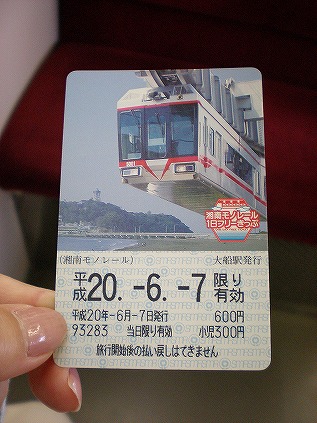 5601
湘南モノレール
1日フリーきっぷ
(湘南モノレール) 大船駅発行
平成20.-6.-7限り有効
平成20年-6月-7日発行 600円
93283 当日限り有効 小児300円
旅行開始後の払い戻しはできません